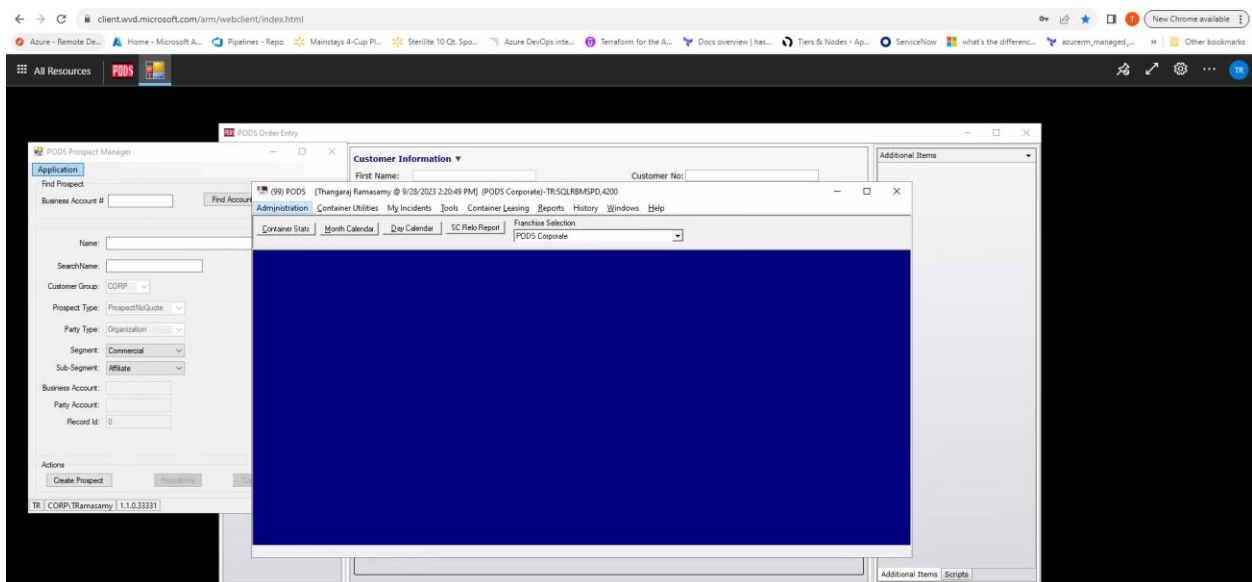 client.wvd.microsoft.com/arm/webclient/index.html
New Chrome available
Azure - Remote De...
Home - Microsoft A...
Pipelines - Repo
Mainstays 4-Cup Pl...
Sterilite 10 Qt. Spo...
Azure DevOps inte...
Terraform for the A...
Docs overview | has...
Tiers & Nodes - Ap...
ServiceNow
what's the differenc...
azurerm_managed_...
»
Other bookmarks
All Resources
PODS
TR
PODS Order Entry
PODS Prospect Manager
Application
Find Prospect
Business Account #
Find Accoun
Name:
SearchName:
Customer Group: CORP
Prospect Type: ProspectNoQuote
Party Type: Organization
Segment: Commercial
Sub-Segment: Affiliate
Business Account:
Party Account:
Record Id: 0
Actions
Create Prospect
Promotions
Co
TR CORP\TRamasamy 1.1.0.33331
Customer Information ▼
First Name:
Customer No:
Additional Items
(99) PODS [Thangaraj Ramasamy @ 9/28/2023 2:20:49 PM] (PODS Corporate)-TR:SQLRBMSPD,4200
Administration Container Utilities My Incidents Tools Container Leasing Reports History Windows Help
Container Stats Month Calendar Day Calendar SC Relo Report
Franchise Selection:
PODS Corporate
Additional Items Scripts